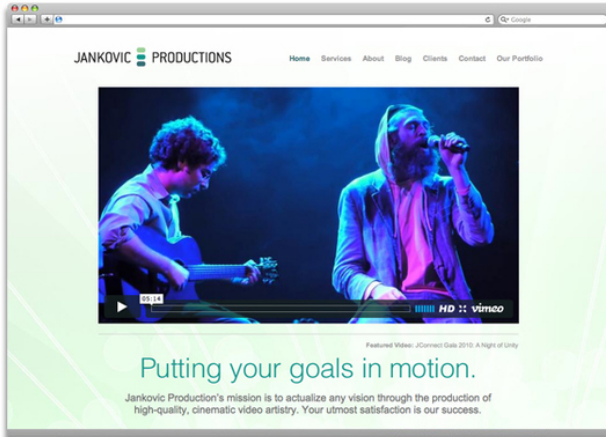 Google
JANKOVIC PRODUCTIONS
Home Services About Blog Clients Contact Our Portfolio
05:14
HD vimeo
Featured Video: JConnect Gala 2010: A Night of Unity
Putting your goals in motion.
Jankovic Production's mission is to actualize any vision through the production of
high-quality, cinematic video artistry. Your utmost satisfaction is our success.